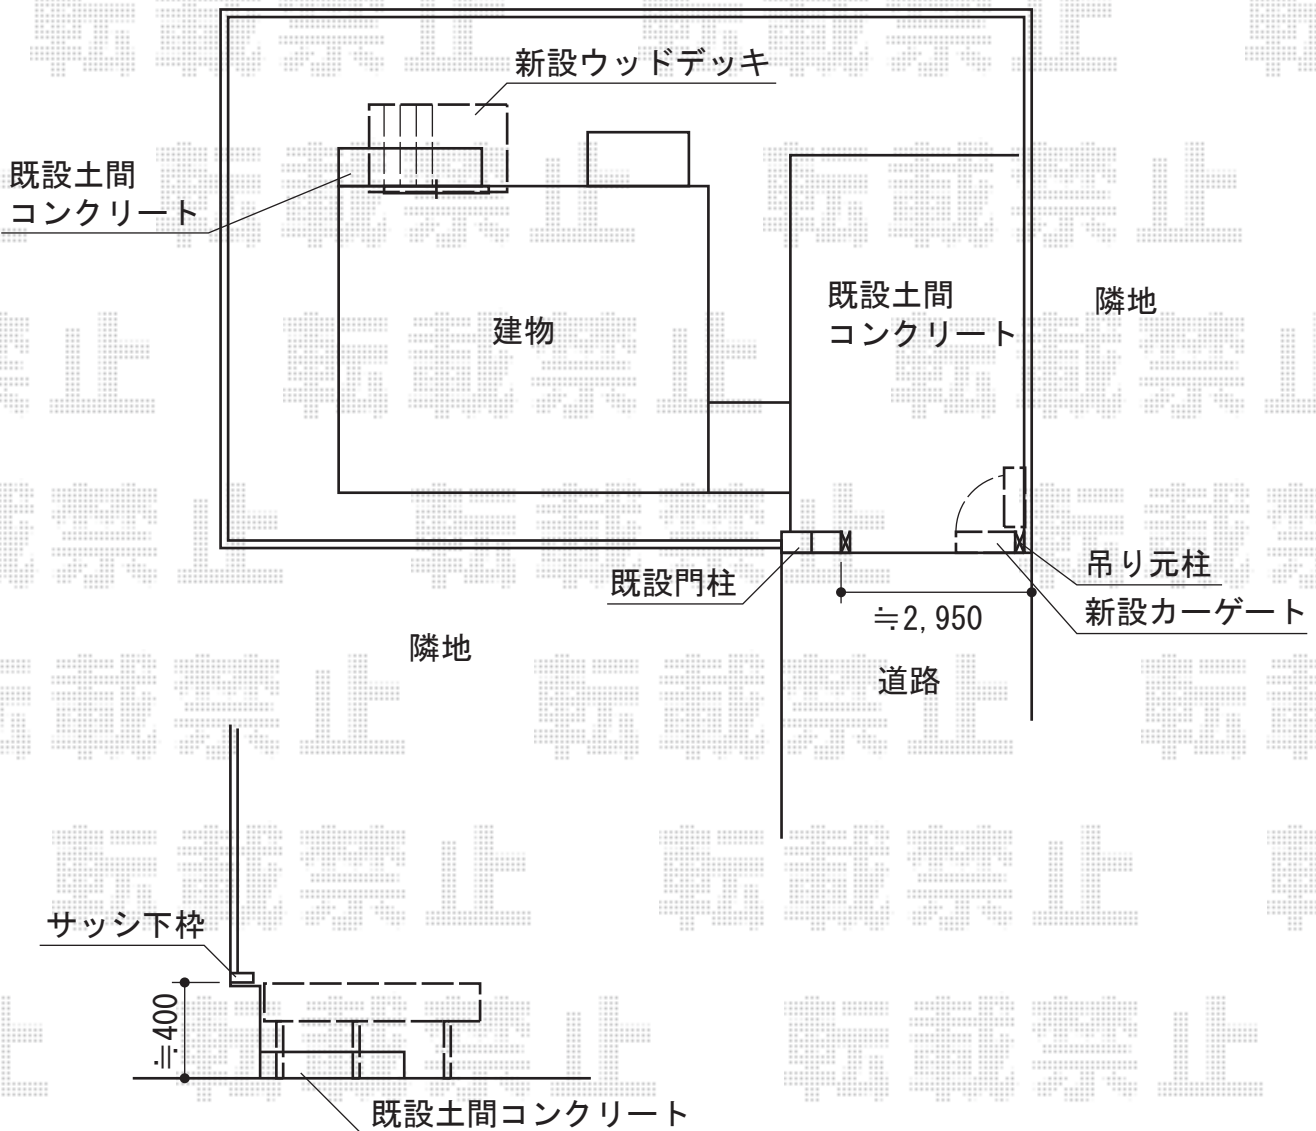 新設ウッドデッキ
既設土間
コンクリート
建物
既設土間
コンクリート
隣地
吊り元柱
新設カーゲート
既設門柱
≒2,950
隣地
道路
サッシ下枠
≒400
既設土間コンクリート
転載禁止